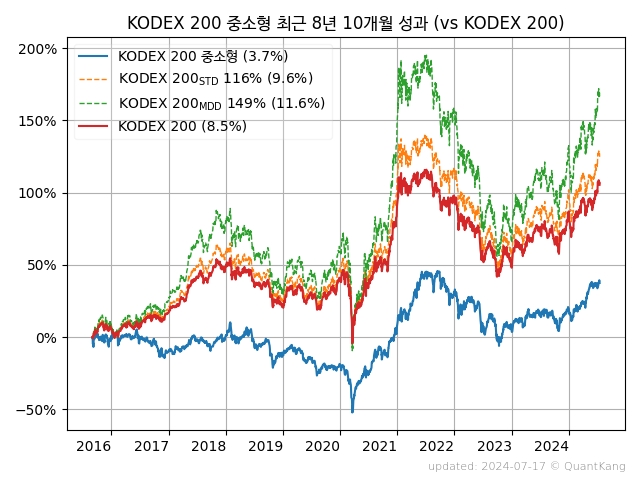 KODEX 200 중소형 최근 8년 10개월 성과 (vs KODEX 200)
200%
150%
100%
50%
0%
−50%
KODEX 200 중소형 (3.7%)
KODEX 200STD 116% (9.6%)
KODEX 200MDD 149% (11.6%)
KODEX 200 (8.5%)
2016 2017 2018 2019 2020 2021 2022 2023 2024
updated: 2024-07-17 © QuantKang